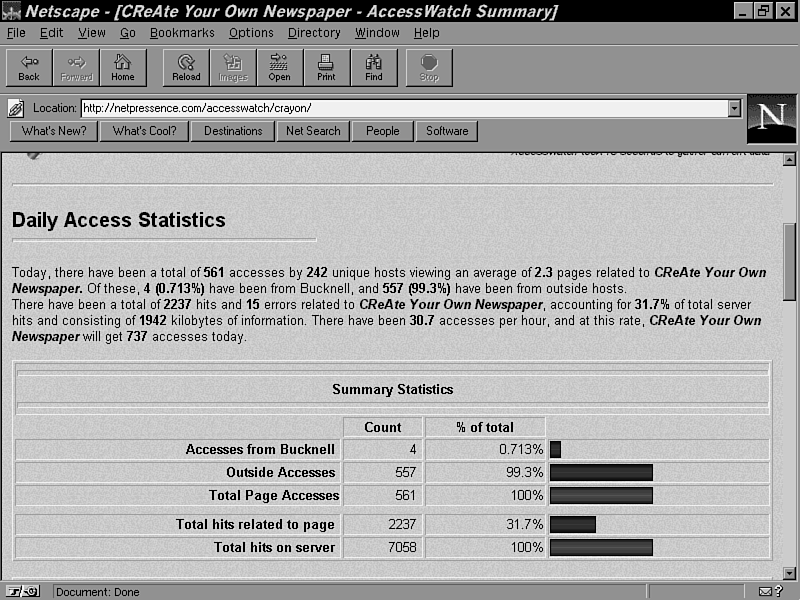 Netscape - [CReAte Your Own Newspaper - AccessWatch Summary]
File Edit View Go Bookmarks Options Directory Window Help
Back Forward Home Reload Images Open Print Find Stop
Location: http://netpressence.com/accesswatch/crayon/
N
What's New? What's Cool? Destinations Net Search People Software
Daily Access Statistics
Today, there have been a total of 561 accesses by 242 unique hosts viewing an average of 2.3 pages related to CReAte Your Own
Newspaper. Of these, 4 (0.713%) have been from Bucknell, and 557 (99.3%) have been from outside hosts.
There have been a total of 2237 hits and 15 errors related to CReAte Your Own Newspaper, accounting for 31.7% of total server
hits and consisting of 1942 kilobytes of information. There have been 30.7 accesses per hour, and at this rate, CReAte Your Own
Newspaper will get 737 accesses today.
Summary Statistics
Count % of total
Accesses from Bucknell 4 0.713%
Outside Accesses 557 99.3%
Total Page Accesses 561 100%
Total hits related to page 2237 31.7%
Total hits on server 7058 100%
Document: Done
?